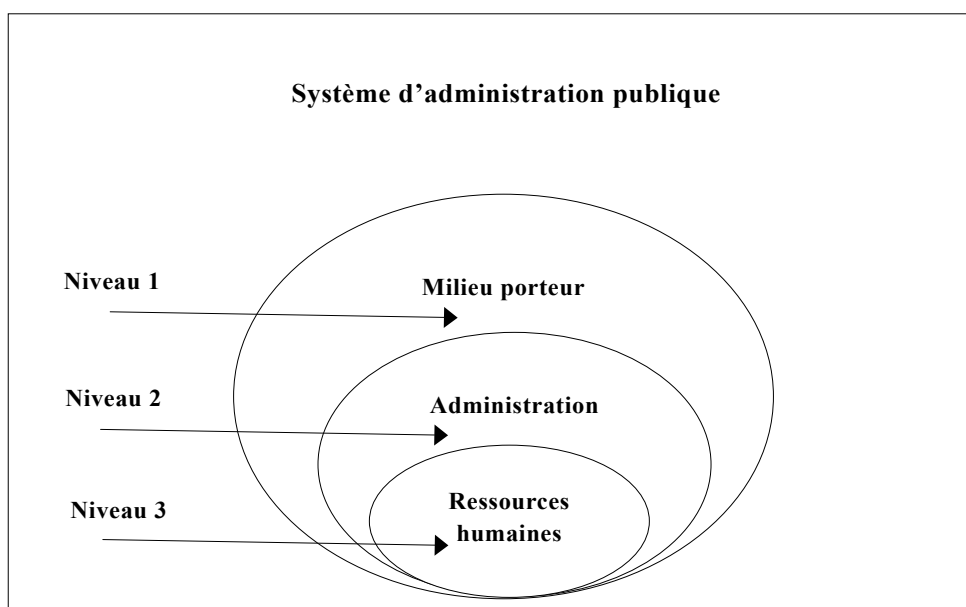 Système d’administration publique
Niveau 1
Milieu porteur
Niveau 2
Administration
Niveau 3
Ressources
humaines